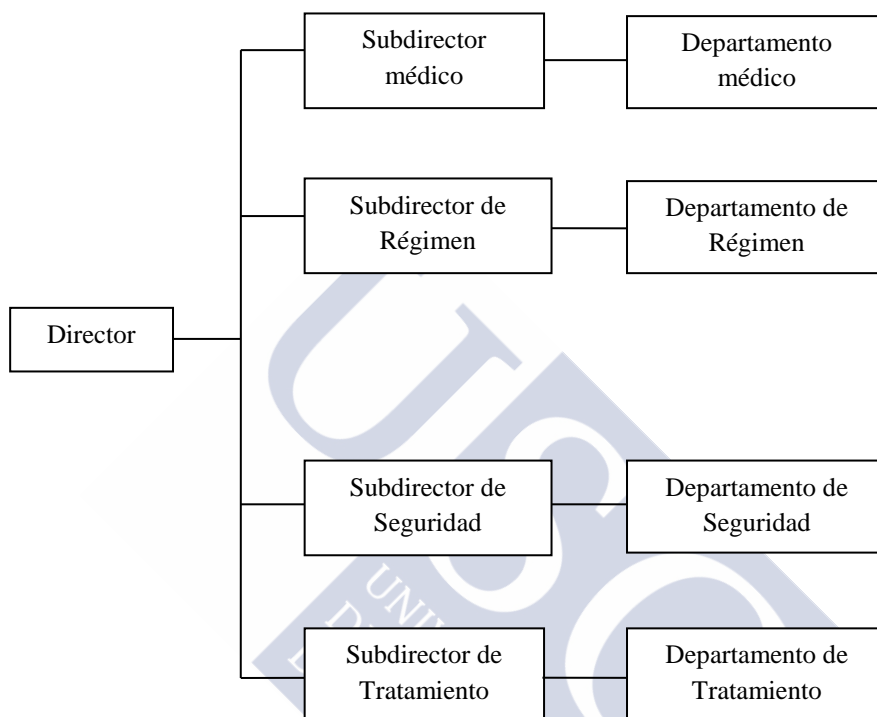 Subdirector
médico
Departamento
médico
Subdirector de
Régimen
Departamento de
Régimen
Director
Subdirector de
Seguridad
Departamento de
Seguridad
Subdirector de
Tratamiento
Departamento de
Tratamiento
USC